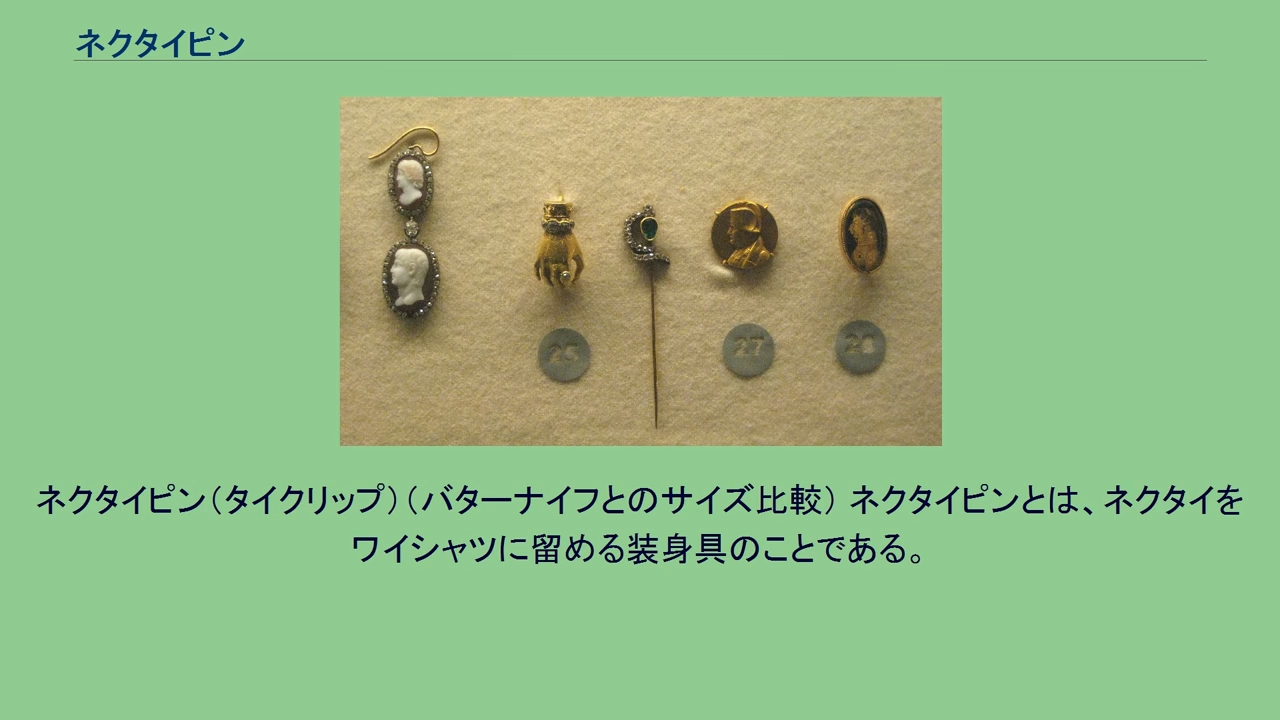 ネクタイピン
25
27
28
ネクタイピン（タイクリップ）（バターナイフとのサイズ比較） ネクタイピンとは、ネクタイを
ワイシャツに留める装身具のことである。